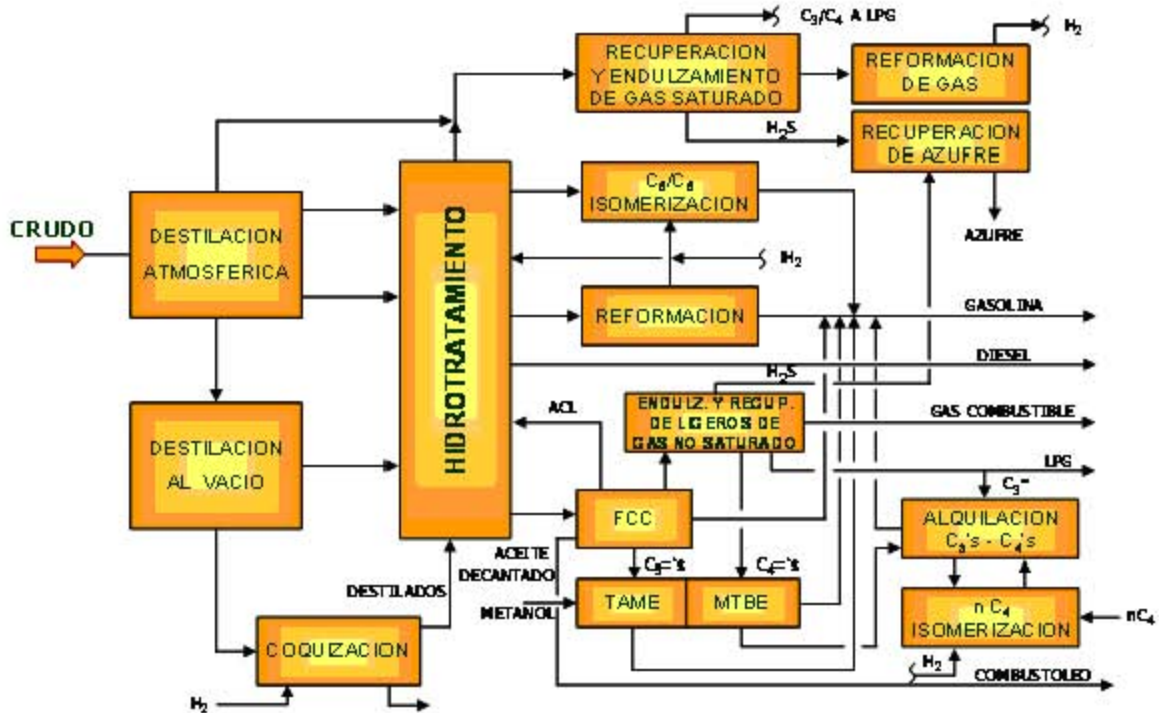 C3/C4 A LPG
H2
RECUPERACION
Y ENDULZAMIENTO
DE GAS SATURADO
REFORMACION
DE GAS
H2S
RECUPERACION
DE AZUFRE
AZUFRE
CRUDO
DESTILACION
ATMOSFERICA
HIDROTRATAMIENTO
C6/C6
ISOMERIZACION
H2
REFORMACION
GASOLINA
DIESEL
H2S
ACL
ENDULZ. Y RECUP.
DE LIGEROS DE
GAS NO SATURADO
GAS COMBUSTIBLE
LPG
C3=
DESTILACION
AL VACIO
FCC
ALQUILACION
C3's - C4's
ACEITE
DECANTADO
C5='s
C4='s
DESTILADOS
METANOL
TAME
MTBE
n C4
ISOMERIZACION
nC4
COQUIZACION
H2
H2
COMBUSTOLEO